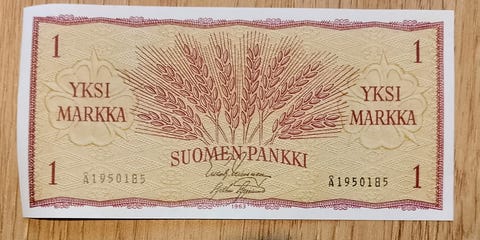 1 1
YKSI MARKKA
YKSI MARKKA
SUOMEN PANKKI
1 1
Ä1950185 Ä1950185
1963